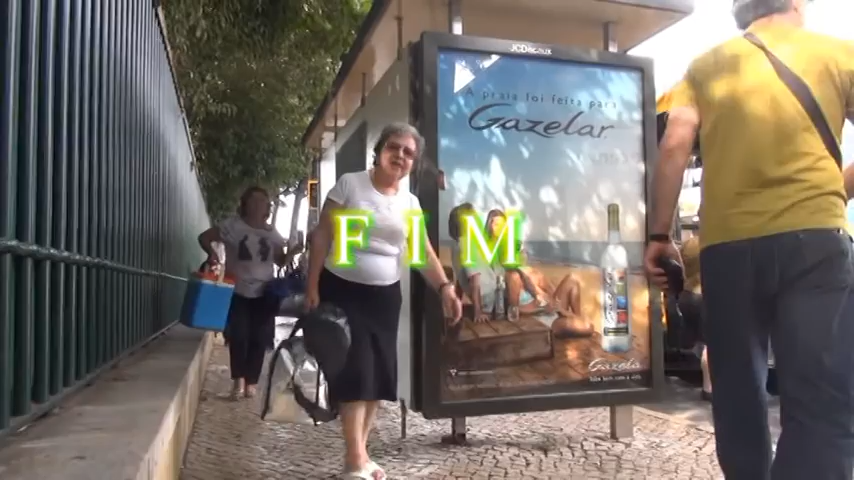 JCDecaux
A praia foi feita para
Gazelar
FIM
Gazela